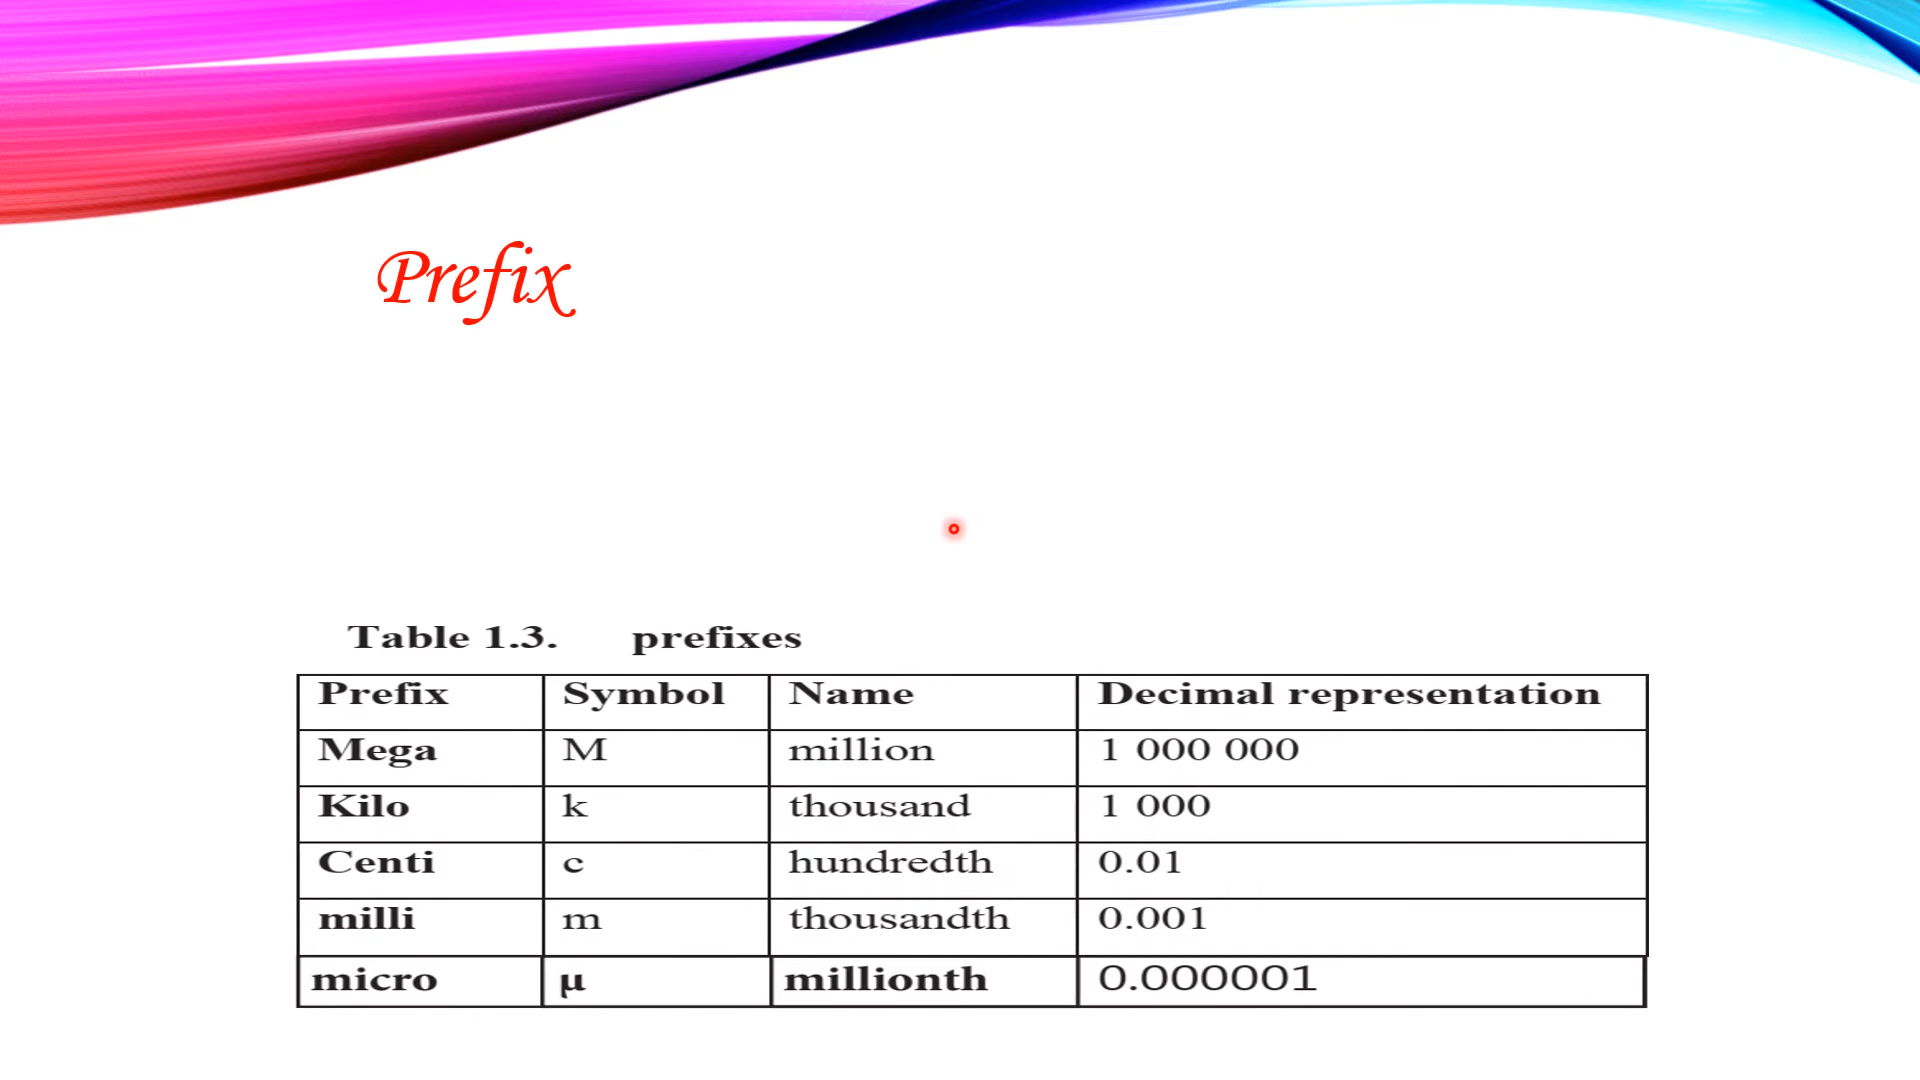 Prefix
Table 1.3. prefixes
Prefix Symbol Name Decimal representation
Mega M million 1 000 000
Kilo k thousand 1 000
Centi c hundredth 0.01
milli m thousandth 0.001
micro μ millionth 0.000001